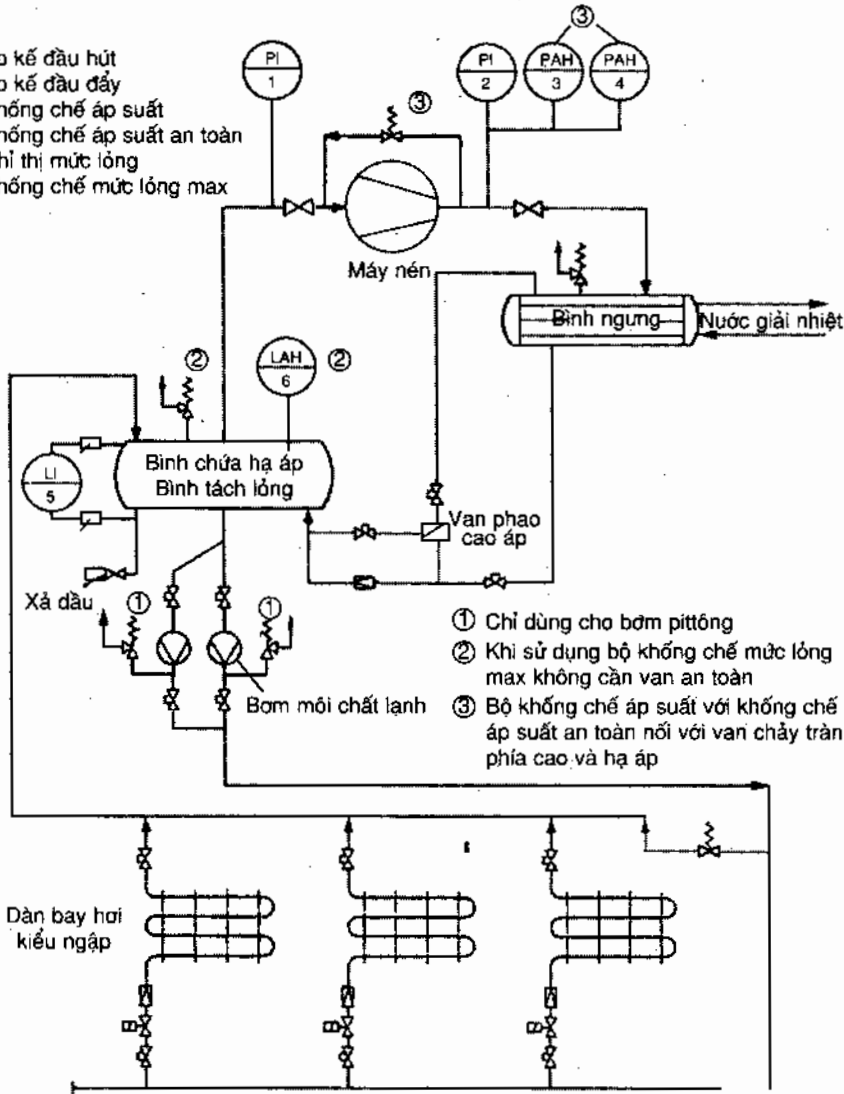 kế đầu hút
kế đầu đẩy
hống chế áp suất
hống chế áp suất an toàn
hỉ thị mức lỏng
hống chế mức lỏng max
PI
1
③
PI
2
PAH
3
PAH
4
③
Máy nén
Bình ngưng
Nước giải nhiệt
②
LAH
6
②
LI
5
Bình chứa hạ áp
Bình tách lỏng
Van phao
cao áp
Xả dầu
①
①
Bơm môi chất lạnh
① Chỉ dùng cho bơm pittông
② Khi sử dụng bộ khống chế mức lỏng
max không cần van an toàn
③ Bộ khống chế áp suất với khống chế
áp suất an toàn nối với van chảy tràn
phía cao và hạ áp
Dàn bay hơi
kiểu ngập